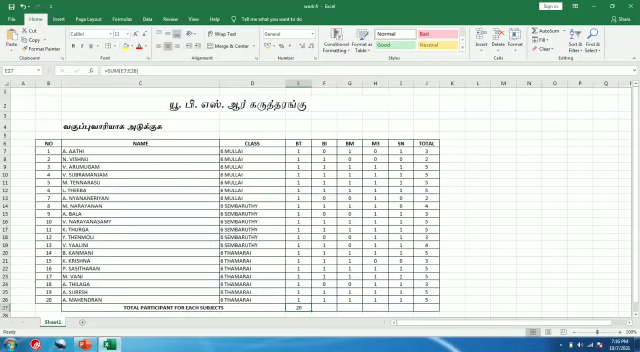 work 6 - Excel
Sign in
File Home Insert Page Layout Formulas Data Review View Help Tell me what you want to do Share
Paste Cut Copy Format Painter
Calibri 11 Wrap Text General Merge & Center
Conditional Formatting Format as Table Normal Bad Good Neutral
Insert Delete Format AutoSum Fill Clear Sort & Filter Find & Select
Clipboard Font Alignment Number Styles Cells Editing
E27 =SUM(E7:E26)
A B C D E F G H I J K L M N O P Q
யூ. பி. எஸ். ஆர் கருத்தரங்கு
வகுப்புவாரியாக அடுக்குக
NO NAME CLASS BT BI BM M3 SN TOTAL
1 A. AATHI 6 MULLAI 1 0 1 0 1 3
2 N. VISHNU 6 MULLAI 1 1 0 0 0 2
3 V. ARUMUGAM 6 MULLAI 1 1 1 1 1 5
4 V. SUBRAMANIAM 6 MULLAI 1 1 1 1 1 5
5 M. TENNARASU 6 MULLAI 1 1 1 1 1 5
6 L. THEEBA 6 MULLAI 1 1 1 1 1 5
7 A. NYANANERIYAN 6 MULLAI 1 0 0 1 0 2
8 M. NARAYANAN 6 SEMBARUTHY 1 1 1 1 0 4
9 A. BALA 6 SEMBARUTHY 1 0 0 1 1 3
10 V. NARAYANASAMY 6 SEMBARUTHY 1 1 1 1 1 5
11 K. THURGA 6 SEMBARUTHY 1 1 1 1 1 5
12 Y. THENMOLI 6 SEMBARUTHY 1 0 0 1 1 3
13 V. YAALINI 6 SEMBARUTHY 1 1 0 1 1 4
14 B. KANMANI 6 THAMARAI 1 1 1 1 1 5
15 K. KRISHNA 6 THAMARAI 1 1 1 0 0 3
16 P. SASITHARAN 6 THAMARAI 1 1 1 1 1 5
17 M. VANI 6 THAMARAI 1 1 1 1 1 5
18 A. THILAGA 6 THAMARAI 1 0 0 1 1 3
19 A. SURESH 6 THAMARAI 1 1 1 1 1 5
20 A. MAHENDRAN 6 THAMARAI 1 1 1 1 1 5
TOTAL PARTICIPANT FOR EACH SUBJECTS 20
Sheet1
Ready 100%
7:16 PM
10/7/2021